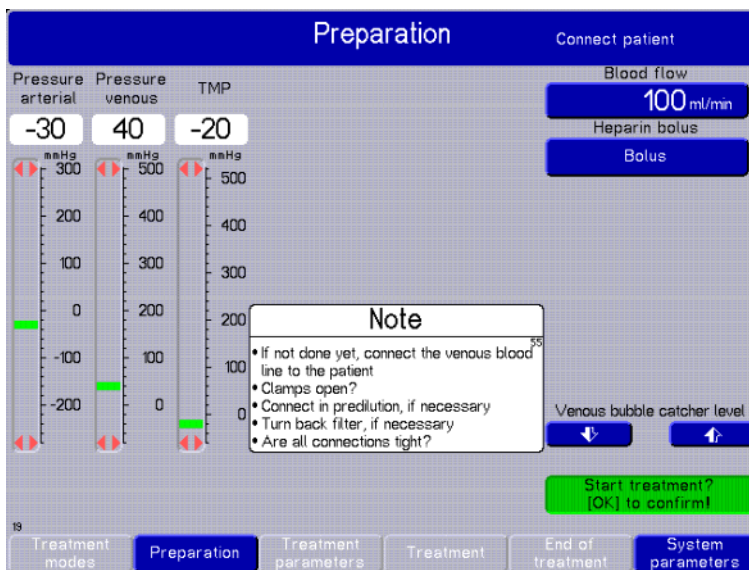 Preparation
Connect patient
Pressure arterial
Pressure venous
TMP
-30
40
-20
mmHg
mmHg
mmHg
300
200
100
0
-100
-200
500
400
300
200
100
0
500
400
300
200
100
0
Blood flow
100 ml/min
Heparin bolus
Bolus
Note
55
• If not done yet, connect the venous blood
line to the patient
• Clamps open?
• Connect in predilution, if necessary
• Turn back filter, if necessary
• Are all connections tight?
Venous bubble catcher level
Start treatment?
[OK] to confirm!
19
Treatment modes
Preparation
Treatment parameters
Treatment
End of treatment
System parameters